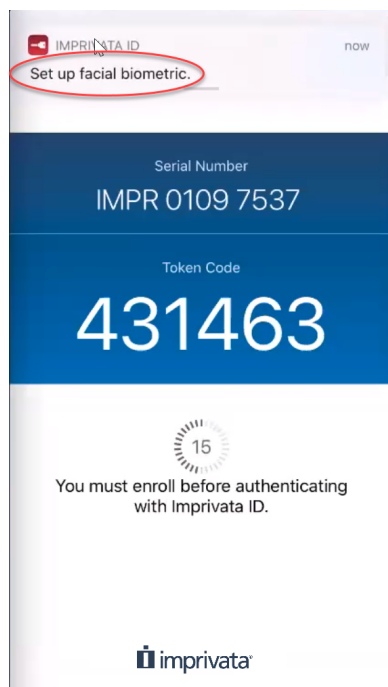 IMPRIVATA ID
now
Set up facial biometric.
Serial Number
IMPR 0109 7537
Token Code
431463
15
You must enroll before authenticating
with Imprivata ID.
imprivata®